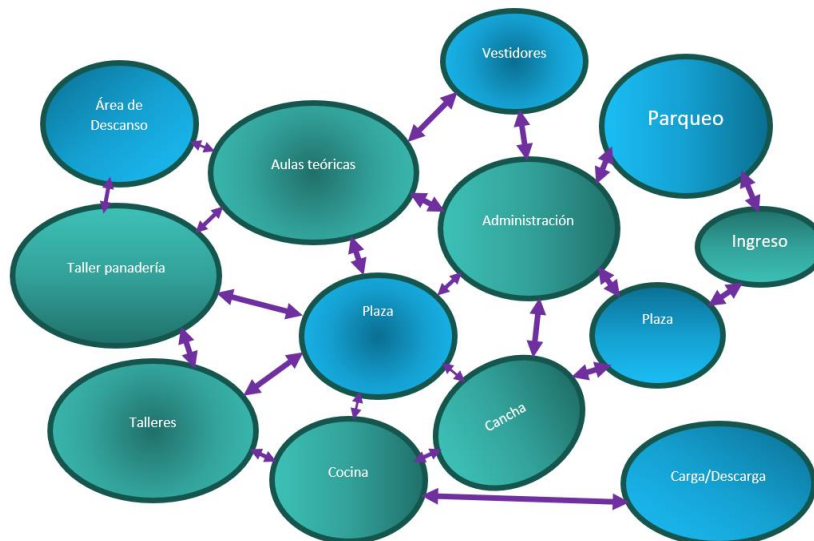 Vestidores
Área de
Descanso
Parqueo
Aulas teóricas
Administración
Ingreso
Taller panadería
Plaza
Plaza
Talleres
Cancha
Cocina
Carga/Descarga